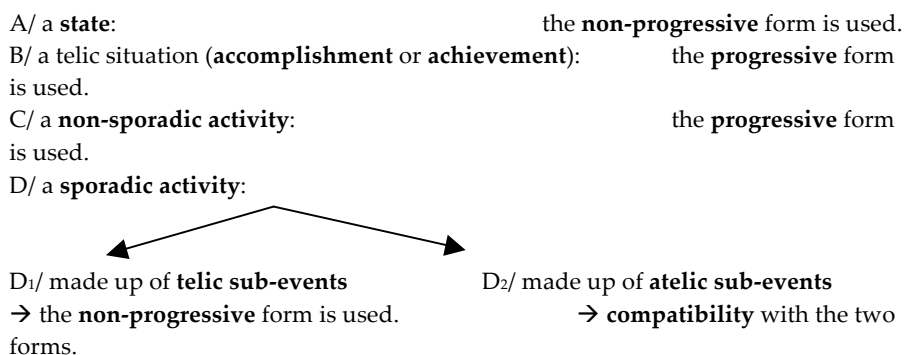 A/ a state: the non-progressive form is used.
B/ a telic situation (accomplishment or achievement): the progressive form
is used.
C/ a non-sporadic activity: the progressive form
is used.
D/ a sporadic activity:
D₁/ made up of telic sub-events D₂/ made up of atelic sub-events
→ the non-progressive form is used. → compatibility with the two
forms.